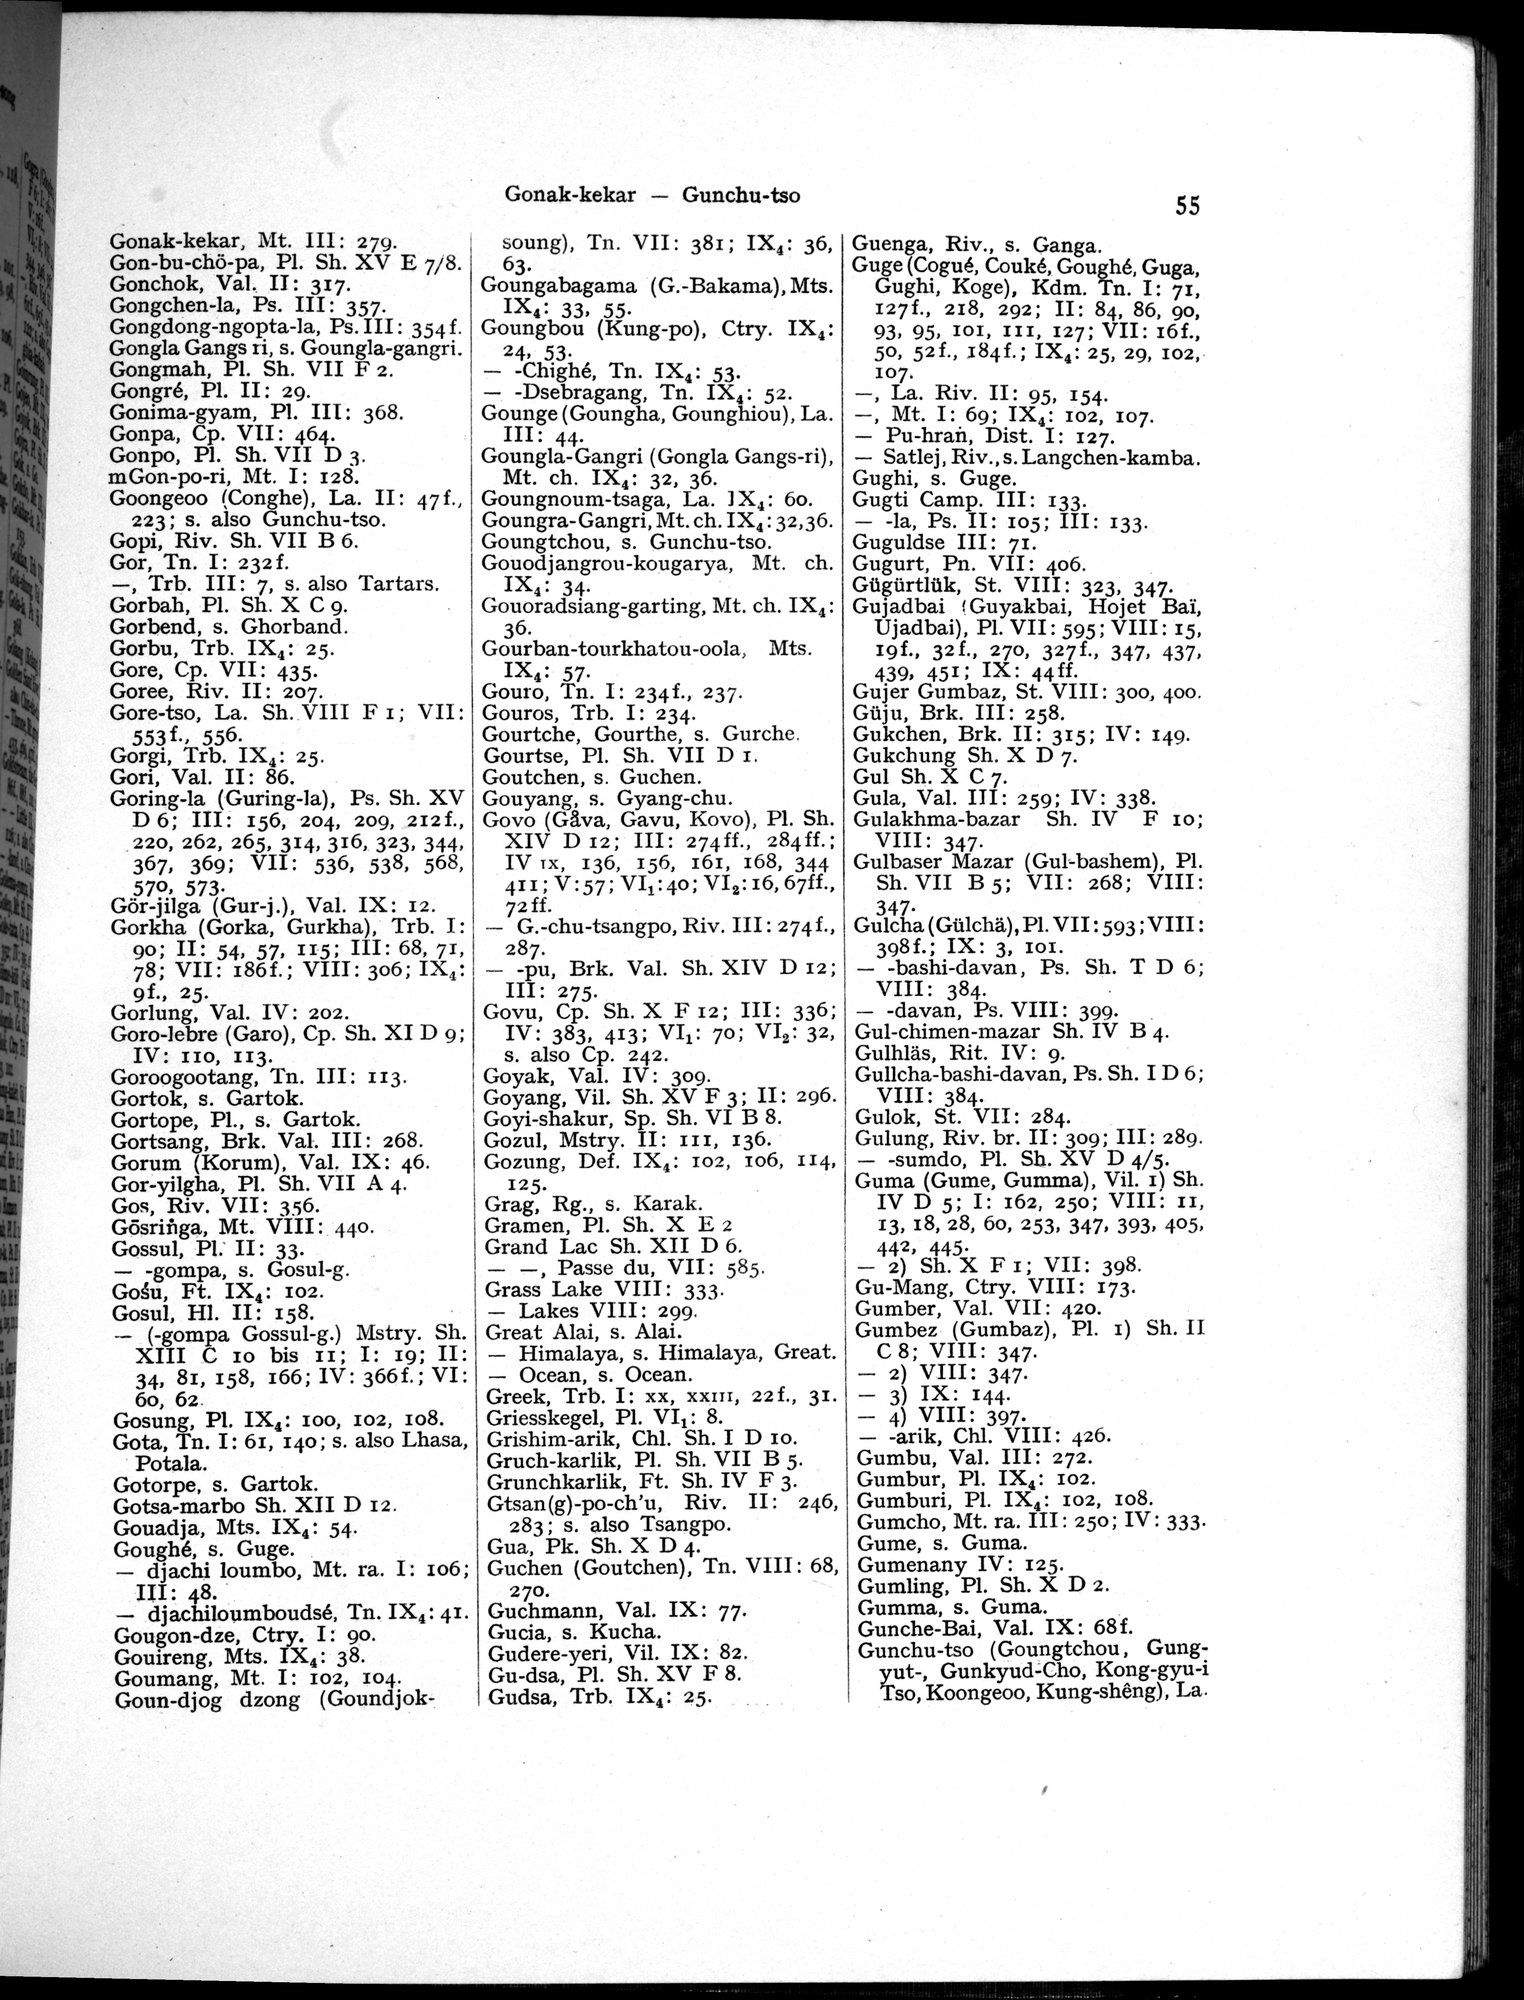 Gonak-kekar — Gunchu-tso
55
Gonak-kekar, Mt. III: 279.
Gon-bu-chö-pa, Pl. Sh. XV E 7/8.
Gonchok, Val. II: 317.
Gongchen-la, Ps. III: 357.
Gongdong-ngopta-la, Ps. III: 354f.
Gongla Gangs ri, s. Goungla-gangri.
Gongmah, Pl. Sh. VII F 2.
Gongré, Pl. II: 29.
Gonima-gyam, Pl. III: 368.
Gonpa, Cp. VII: 464.
Gonpo, Pl. Sh. VII D 3.
mGon-po-ri, Mt. I: 128.
Goongeoo (Conghe), La. II: 47f.,
223; s. also Gunchu-tso.
Gopi, Riv. Sh. VII B 6.
Gor, Tn. I: 232f.
—, Trb. III: 7, s. also Tartars.
Gorbah, Pl. Sh. X C 9.
Gorbend, s. Ghorband.
Gorbu, Trb. IX₄: 25.
Gore, Cp. VII: 435.
Goree, Riv. II: 207.
Gore-tso, La. Sh. VIII F 1; VII:
553f., 556.
Gorgi, Trb. IX₄: 25.
Gori, Val. II: 86.
Goring-la (Guring-la), Ps. Sh. XV
D 6; III: 156, 204, 209, 212f.,
220, 262, 265, 314, 316, 323, 344,
367, 369; VII: 536, 538, 568,
570, 573.
Gör-jilga (Gur-j.), Val. IX: 12.
Gorkha (Gorka, Gurkha), Trb. I:
90; II: 54, 57, 115; III: 68, 71,
78; VII: 186f.; VIII: 306; IX₄:
9f., 25.
Gorlung, Val. IV: 202.
Goro-lebre (Garo), Cp. Sh. XI D 9;
IV: 110, 113.
Goroogootang, Tn. III: 113.
Gortok, s. Gartok.
Gortope, Pl., s. Gartok.
Gortsang, Brk. Val. III: 268.
Gorum (Korum), Val. IX: 46.
Gor-yilgha, Pl. Sh. VII A 4.
Gos, Riv. VII: 356.
Gōsriṅga, Mt. VIII: 440.
Gossul, Pl. II: 33.
— -gompa, s. Gosul-g.
Gośu, Ft. IX₄: 102.
Gosul, Hl. II: 158.
— (-gompa Gossul-g.) Mstry. Sh.
XIII C 10 bis 11; I: 19; II:
34, 81, 158, 166; IV: 366f.; VI:
60, 62.
Gosung, Pl. IX₄: 100, 102, 108.
Gota, Tn. I: 61, 140; s. also Lhasa,
Potala.
Gotorpe, s. Gartok.
Gotsa-marbo Sh. XII D 12.
Gouadja, Mts. IX₄: 54.
Goughé, s. Guge.
— djachi loumbo, Mt. ra. I: 106;
III: 48.
— djachiloumboudsé, Tn. IX₄: 41.
Gougon-dze, Ctry. I: 90.
Gouireng, Mts. IX₄: 38.
Goumang, Mt. I: 102, 104.
Goun-djog dzong (Goundjok-
soung), Tn. VII: 381; IX₄: 36,
63.
Goungabagama (G.-Bakama), Mts.
IX₄: 33, 55.
Goungbou (Kung-po), Ctry. IX₄:
24, 53.
— -Chighé, Tn. IX₄: 53.
— -Dsebragang, Tn. IX₄: 52.
Gounge (Goungha, Gounghiou), La.
III: 44.
Goungla-Gangri (Gongla Gangs-ri),
Mt. ch. IX₄: 32, 36.
Goungnoum-tsaga, La. IX₄: 60.
Goungra-Gangri, Mt. ch. IX₄: 32, 36.
Goungtchou, s. Gunchu-tso.
Gouodjangrou-kougarya, Mt. ch.
IX₄: 34.
Gouoradsiang-garting, Mt. ch. IX₄:
36.
Gourban-tourkhatou-oola, Mts.
IX₄: 57.
Gouro, Tn. I: 234f., 237.
Gouros, Trb. I: 234.
Gourtche, Gourthe, s. Gurche.
Gourtse, Pl. Sh. VII D 1.
Goutchen, s. Guchen.
Gouyang, s. Gyang-chu.
Govo (Gåva, Gavu, Kovo), Pl. Sh.
XIV D 12; III: 274ff., 284ff.;
IV IX, 136, 156, 161, 168, 344
411; V: 57; VI₁: 40; VI₂: 16, 67ff.,
72ff.
— G.-chu-tsangpo, Riv. III: 274f.,
287.
— -pu, Brk. Val. Sh. XIV D 12;
III: 275.
Govu, Cp. Sh. X F 12; III: 336;
IV: 383, 413; VI₁: 70; VI₂: 32,
s. also Cp. 242.
Goyak, Val. IV: 309.
Goyang, Vil. Sh. XV F 3; II: 296.
Goyi-shakur, Sp. Sh. VI B 8.
Gozul, Mstry. II: 111, 136.
Gozung, Def. IX₄: 102, 106, 114,
125.
Grag, Rg., s. Karak.
Gramen, Pl. Sh. X E 2
Grand Lac Sh. XII D 6.
— —, Passe du, VII: 585.
Grass Lake VIII: 333.
— Lakes VIII: 299.
Great Alai, s. Alai.
— Himalaya, s. Himalaya, Great.
— Ocean, s. Ocean.
Greek, Trb. I: XX, XXIII, 22f., 31.
Griesskegel, Pl. VI₁: 8.
Grishim-arik, Chl. Sh. I D 10.
Gruch-karlik, Pl. Sh. VII B 5.
Grunchkarlik, Ft. Sh. IV F 3.
Gtsan(g)-po-ch'u, Riv. II: 246,
283; s. also Tsangpo.
Gua, Pk. Sh. X D 4.
Guchen (Goutchen), Tn. VIII: 68,
270.
Guchmann, Val. IX: 77.
Gucia, s. Kucha.
Gudere-yeri, Vil. IX: 82.
Gu-dsa, Pl. Sh. XV F 8.
Gudsa, Trb. IX₄: 25.
Guenga, Riv., s. Ganga.
Guge (Cogué, Couké, Goughé, Guga,
Gughi, Koge), Kdm. Tn. I: 71,
127f., 218, 292; II: 84, 86, 90,
93, 95, 101, 111, 127; VII: 16f.,
50, 52f., 184f.; IX₄: 25, 29, 102,
107.
—, La. Riv. II: 95, 154.
—, Mt. I: 69; IX₄: 102, 107.
— Pu-hraṅ, Dist. I: 127.
— Satlej, Riv., s. Langchen-kamba.
Gughi, s. Guge.
Gugti Camp. III: 133.
— -la, Ps. II: 105; III: 133.
Guguldse III: 71.
Gugurt, Pn. VII: 406.
Gügürtlük, St. VIII: 323, 347.
Gujadbai (Guyakbai, Hojet Baï,
Ujadbai), Pl. VII: 595; VIII: 15,
19f., 32f., 270, 327f., 347, 437,
439, 451; IX: 44ff.
Gujer Gumbaz, St. VIII: 300, 400.
Güju, Brk. III: 258.
Gukchen, Brk. II: 315; IV: 149.
Gukchung Sh. X D 7.
Gul Sh. X C 7.
Gula, Val. III: 259; IV: 338.
Gulakhma-bazar Sh. IV F 10;
VIII: 347.
Gulbaser Mazar (Gul-bashem), Pl.
Sh. VII B 5; VII: 268; VIII:
347.
Gulcha (Gülchä), Pl. VII: 593; VIII:
398f.; IX: 3, 101.
— -bashi-davan, Ps. Sh. T D 6;
VIII: 384.
— -davan, Ps. VIII: 399.
Gul-chimen-mazar Sh. IV B 4.
Gulhläs, Rit. IV: 9.
Gullcha-bashi-davan, Ps. Sh. I D 6;
VIII: 384.
Gulok, St. VII: 284.
Gulung, Riv. br. II: 309; III: 289.
— -sumdo, Pl. Sh. XV D 4/5.
Guma (Gume, Gumma), Vil. 1) Sh.
IV D 5; I: 162, 250; VIII: 11,
13, 18, 28, 60, 253, 347, 393, 405,
442, 445.
— 2) Sh. X F 1; VII: 398.
Gu-Mang, Ctry. VIII: 173.
Gumber, Val. VII: 420.
Gumbez (Gumbaz), Pl. 1) Sh. II
C 8; VIII: 347.
— 2) VIII: 347.
— 3) IX: 144.
— 4) VIII: 397.
— -arik, Chl. VIII: 426.
Gumbu, Val. III: 272.
Gumbur, Pl. IX₄: 102.
Gumburi, Pl. IX₄: 102, 108.
Gumcho, Mt. ra. III: 250; IV: 333.
Gume, s. Guma.
Gumenany IV: 125.
Gumling, Pl. Sh. X D 2.
Gumma, s. Guma.
Gunche-Bai, Val. IX: 68f.
Gunchu-tso (Goungtchou, Gung-
yut-, Gunkyud-Cho, Kong-gyu-i
Tso, Koongeoo, Kung-shêng), La.